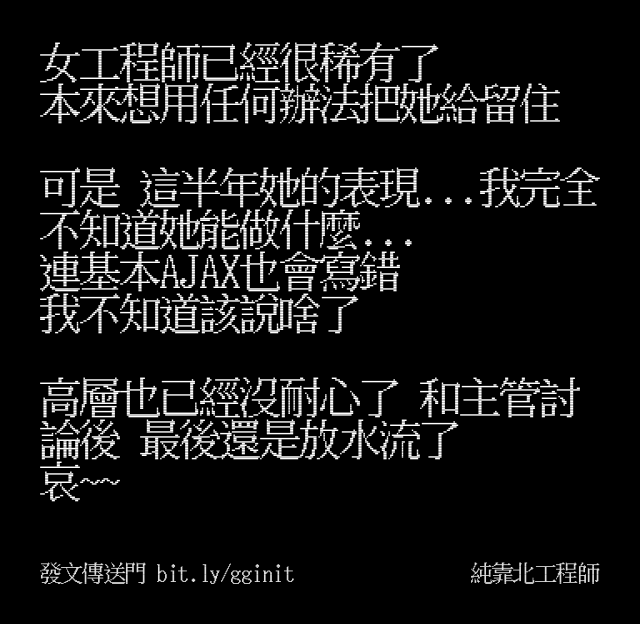 女工程師已經很稀有了
本來想用任何辦法把她給留住
可是 這半年她的表現...我完全
不知道她能做什麼...
連基本AJAX也會寫錯
我不知道該說啥了
高層也已經沒耐心了 和主管討
論後 最後還是放水流了
哀~~
發文傳送門 bit.ly/gginit
純靠北工程師